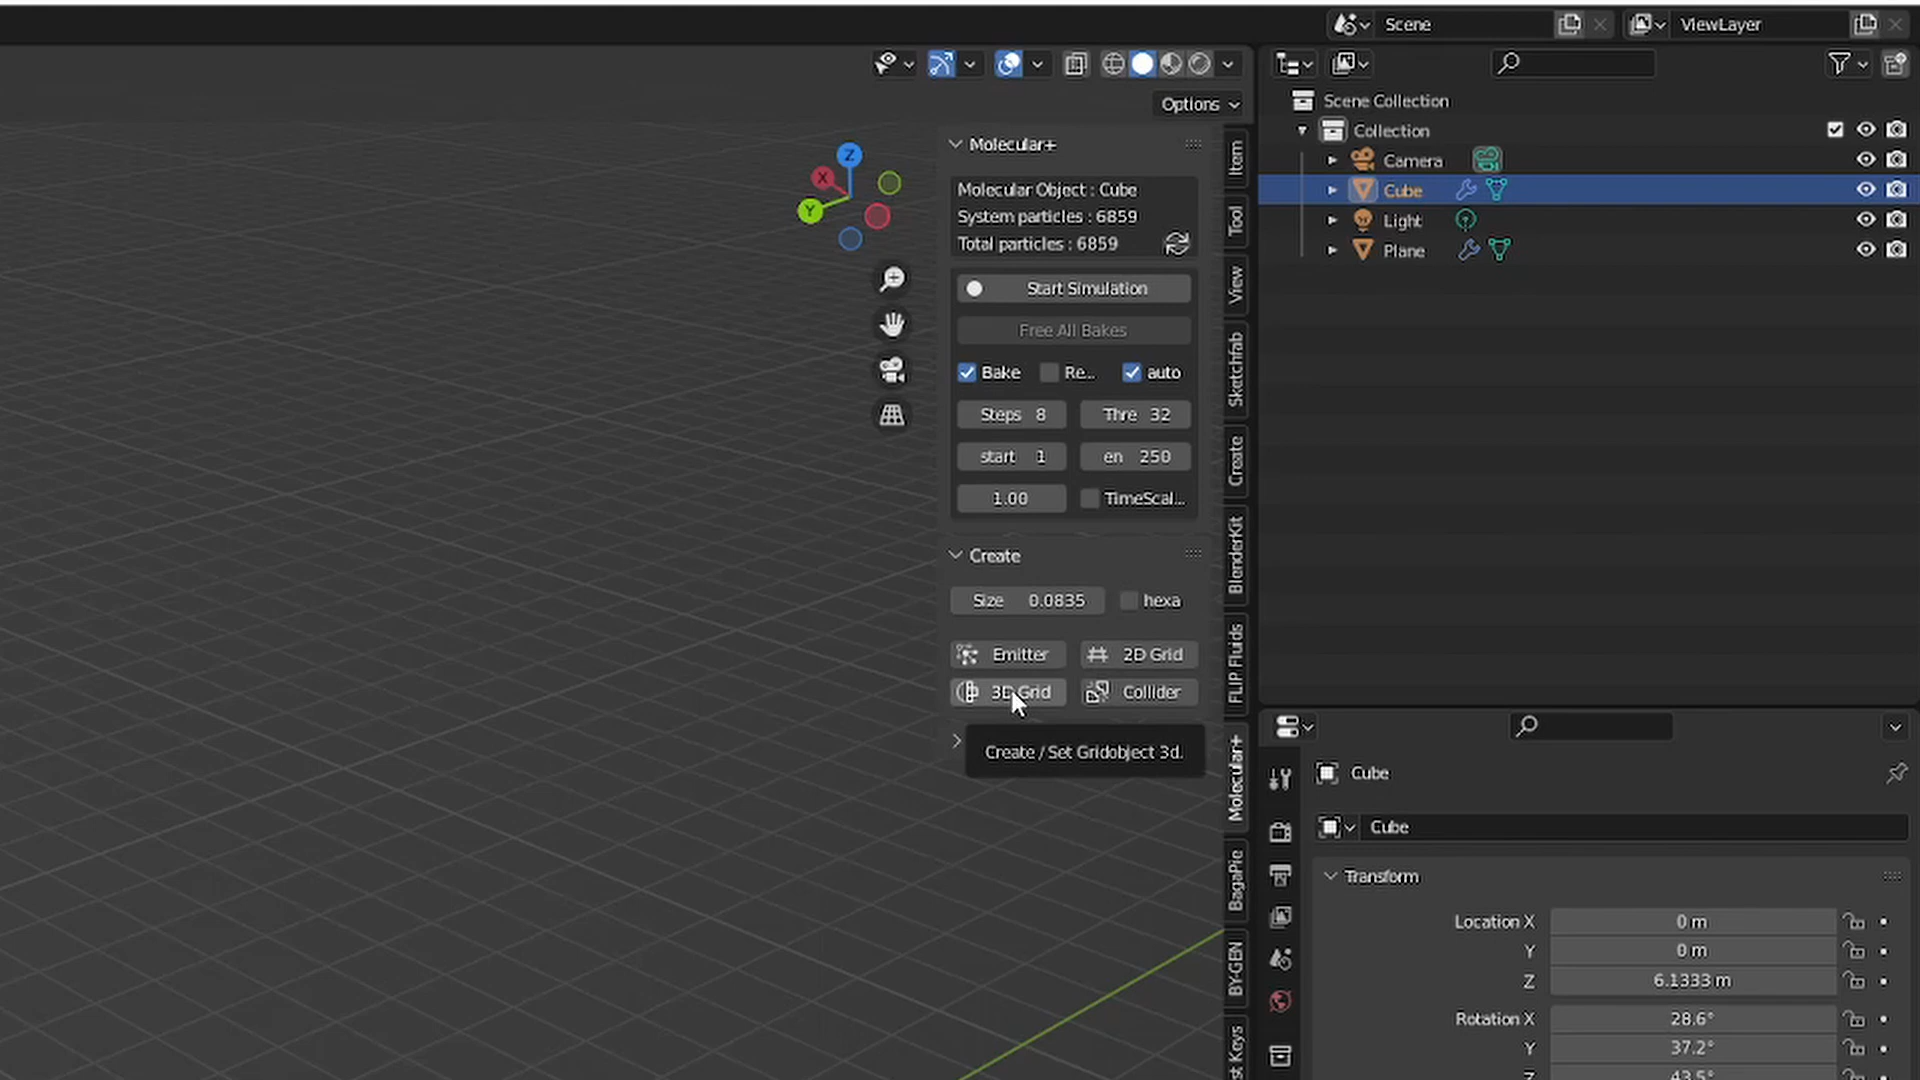 Scene
ViewLayer
Options
Scene Collection
Collection
Camera
Cube
Light
Plane
Z
X
Y
Molecular+
Molecular Object : Cube
System particles : 6859
Total particles : 6859
Start Simulation
Free All Bakes
Bake Re... auto
Steps 8 Thre 32
start 1 en 250
1.00 TimeScal...
Create
Size 0.0835 hexa
Emitter 2D Grid
3D Grid Collider
Create / Set Gridobject 3d.
Item
Tool
View
Sketchfab
Create
BlenderKit
FLIP Fluids
Molecular+
BagaPie
BY-GEN
st Keys
Cube
Cube
Transform
Location X 0 m
Y 0 m
Z 6.1333 m
Rotation X 28.6°
Y 37.2°
Z 43.5°